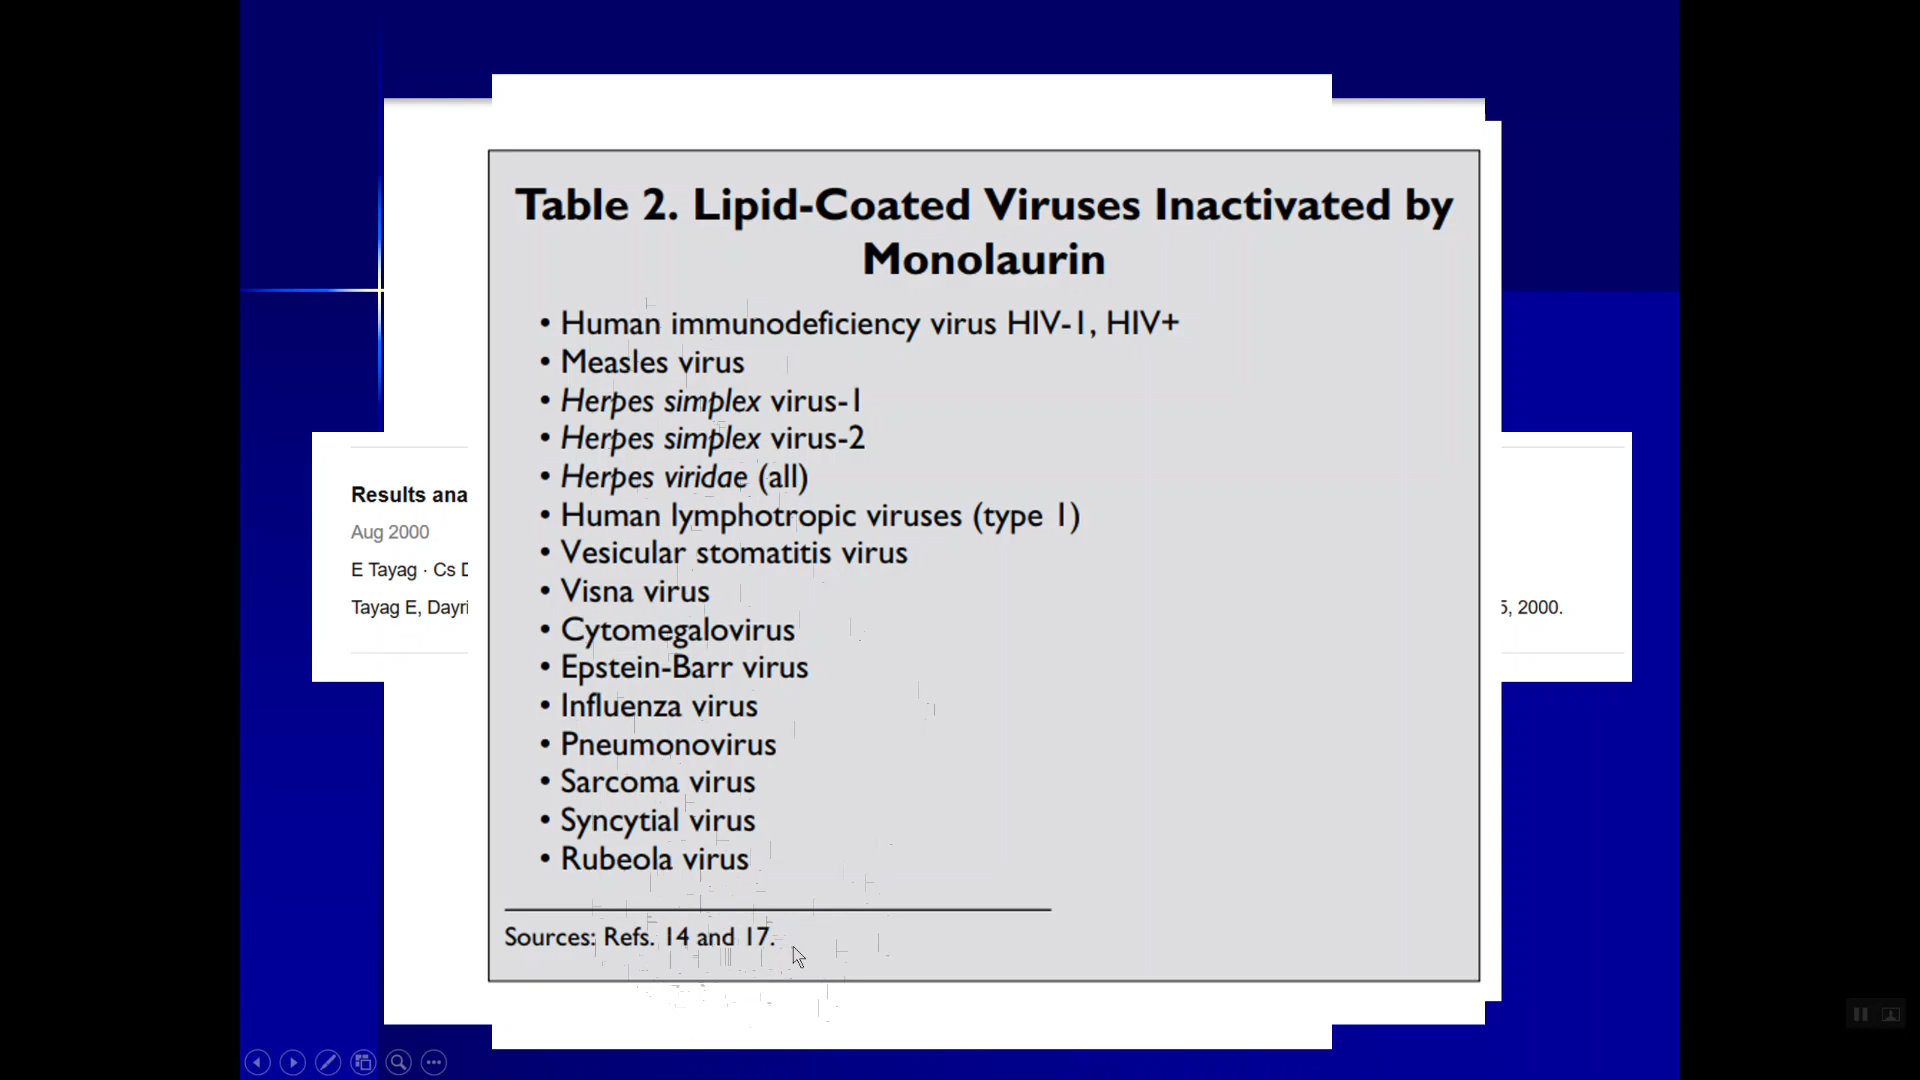 Table 2. Lipid-Coated Viruses Inactivated by
Monolaurin
• Human immunodeficiency virus HIV-1, HIV+
• Measles virus
• Herpes simplex virus-1
• Herpes simplex virus-2
• Herpes viridae (all)
• Human lymphotropic viruses (type 1)
• Vesicular stomatitis virus
• Visna virus
• Cytomegalovirus
• Epstein-Barr virus
• Influenza virus
• Pneumonovirus
• Sarcoma virus
• Syncytial virus
• Rubeola virus
Sources: Refs. 14 and 17.
Results ana
Aug 2000
E Tayag · Cs
Tayag E, Dayri
5, 2000.